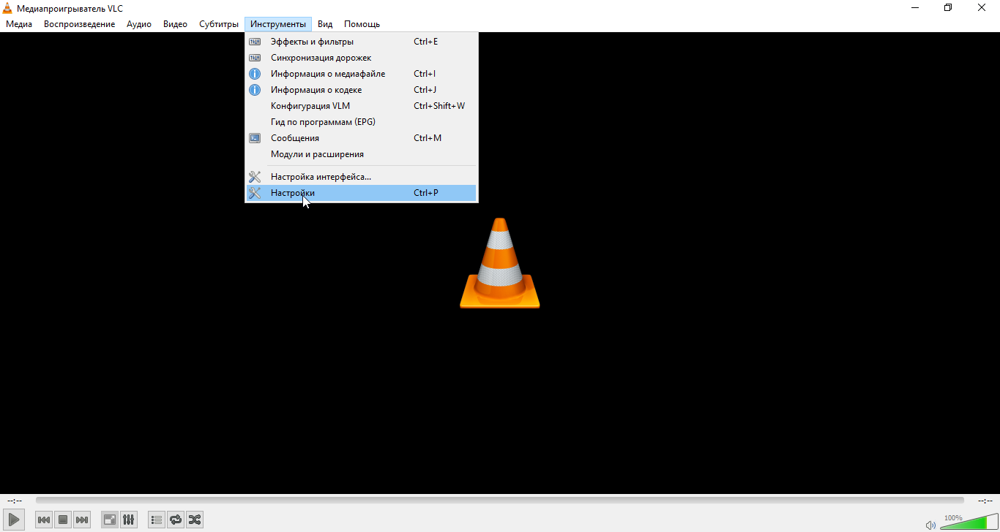 Медиапроигрыватель VLC
Медиа Воспроизведение Аудио Видео Субтитры Инструменты Вид Помощь
Эффекты и фильтры Ctrl+E
Синхронизация дорожек
Информация о медиафайле Ctrl+I
Информация о кодеке Ctrl+J
Конфигурация VLM Ctrl+Shift+W
Гид по программам (EPG)
Сообщения Ctrl+M
Модули и расширения
Настройка интерфейса...
Настройки Ctrl+P
--:-- --:--
100%